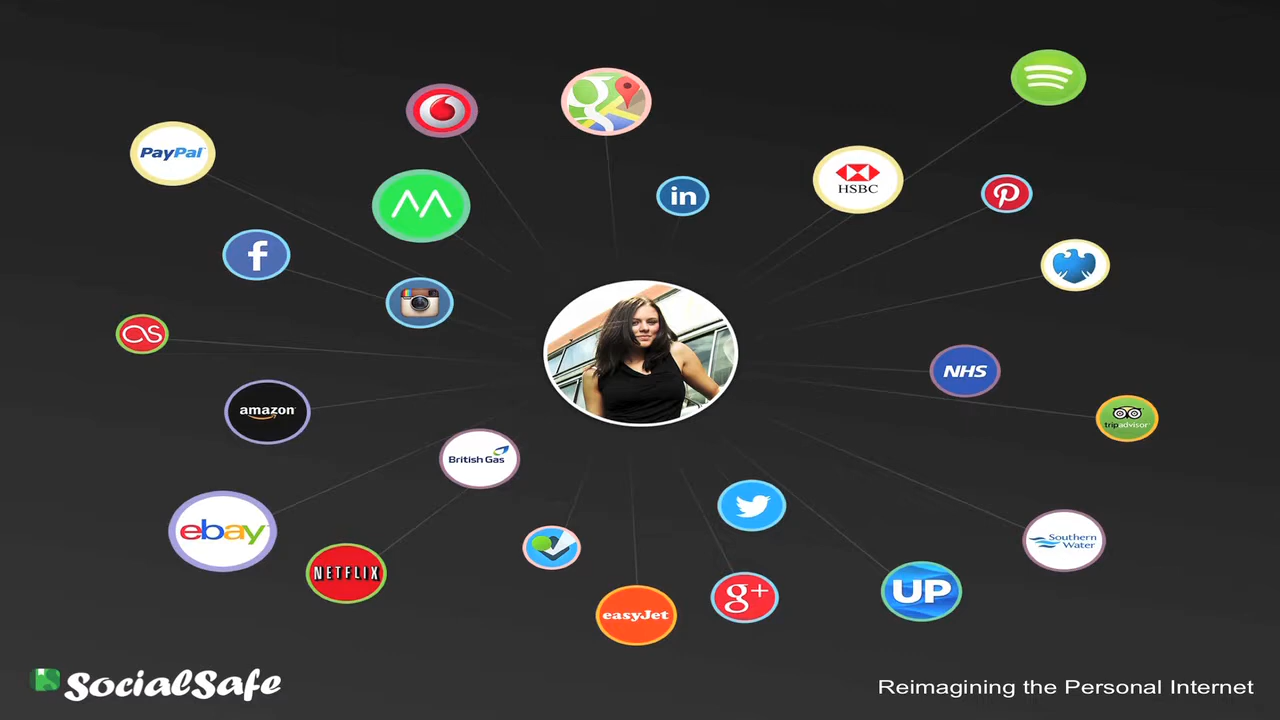 PayPal
in
HSBC
f
as
NHS
tripadvisor
amazon
British Gas
ebay
NETFLIX
Southern
Water
UP
g+
easyJet
SocialSafe
Reimagining the Personal Internet